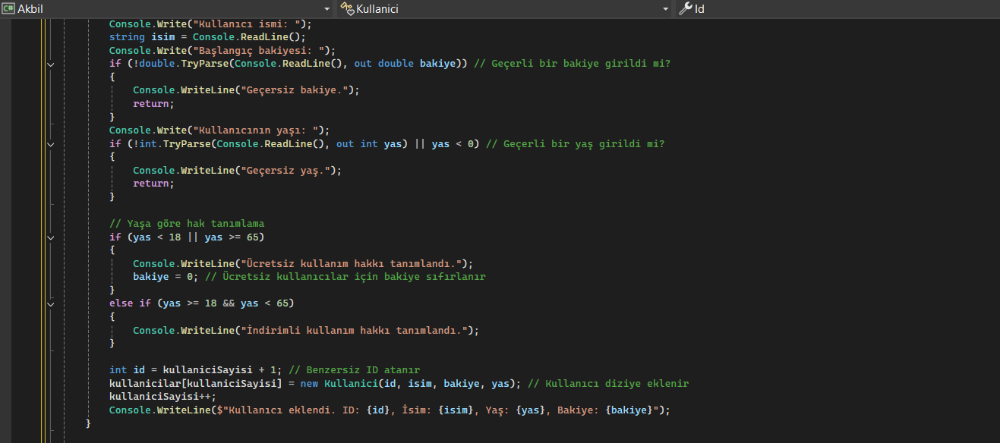 C# Akbil Kullanici Id
Console.Write("Kullanıcı ismi: ");
string isim = Console.ReadLine();
Console.Write("Başlangıç bakiyesi: ");
if (!double.TryParse(Console.ReadLine(), out double bakiye)) // Geçerli bir bakiye girildi mi?
{
Console.WriteLine("Geçersiz bakiye.");
return;
}
Console.Write("Kullanıcının yaşı: ");
if (!int.TryParse(Console.ReadLine(), out int yas) || yas < 0) // Geçerli bir yaş girildi mi?
{
Console.WriteLine("Geçersiz yaş.");
return;
}
// Yaşa göre hak tanımlama
if (yas < 18 || yas >= 65)
{
Console.WriteLine("Ücretsiz kullanım hakkı tanımlandı.");
bakiye = 0; // Ücretsiz kullanıcılar için bakiye sıfırlanır
}
else if (yas >= 18 && yas < 65)
{
Console.WriteLine("İndirimli kullanım hakkı tanımlandı.");
}
int id = kullaniciSayisi + 1; // Benzersiz ID atanır
kullanicilar[kullaniciSayisi] = new Kullanici(id, isim, bakiye, yas); // Kullanıcı diziye eklenir
kullaniciSayisi++;
Console.WriteLine($"Kullanıcı eklendi. ID: {id}, İsim: {isim}, Yaş: {yas}, Bakiye: {bakiye}");
}